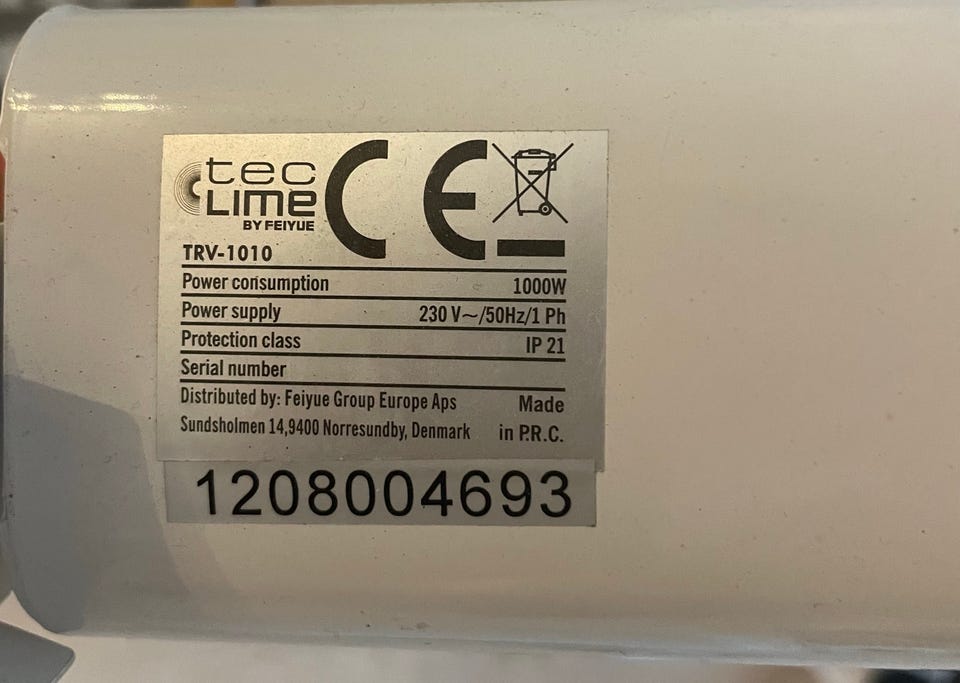 tec
LIME
BY FEIYUE
CE
TRV-1010
Power consumption 1000W
Power supply 230 V~/50Hz/1 Ph
Protection class IP 21
Serial number
Distributed by: Feiyue Group Europe Aps Made
Sundsholmen 14,9400 Norresundby, Denmark in P.R.C.
1208004693